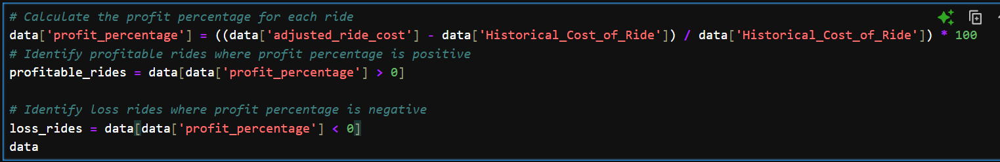 # Calculate the profit percentage for each ride
data['profit_percentage'] = ((data['adjusted_ride_cost'] - data['Historical_Cost_of_Ride']) / data['Historical_Cost_of_Ride']) * 100
# Identify profitable rides where profit percentage is positive
profitable_rides = data[data['profit_percentage'] > 0]
# Identify loss rides where profit percentage is negative
loss_rides = data[data['profit_percentage'] < 0]
data